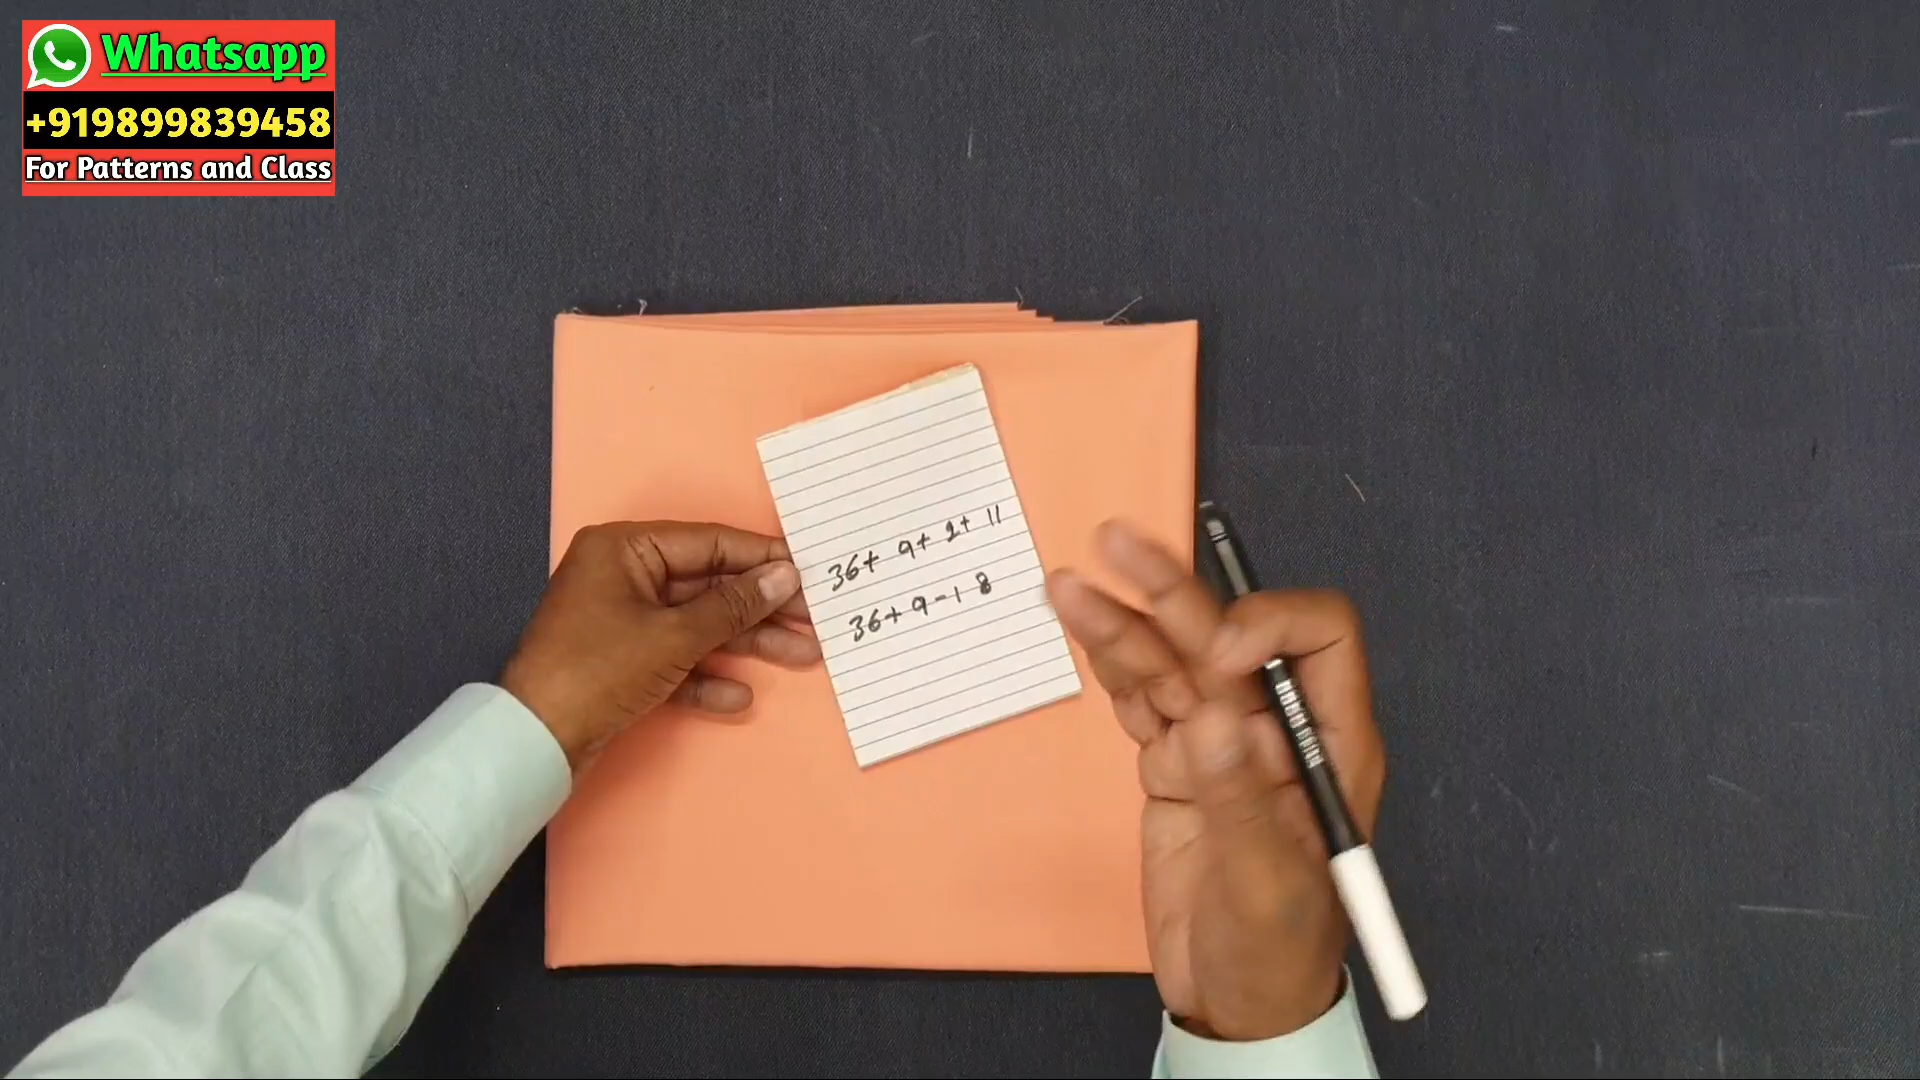 Whatsapp
+919899839458
For Patterns and Class
36+ 9+ 2+ 11
36+ 9-1 8